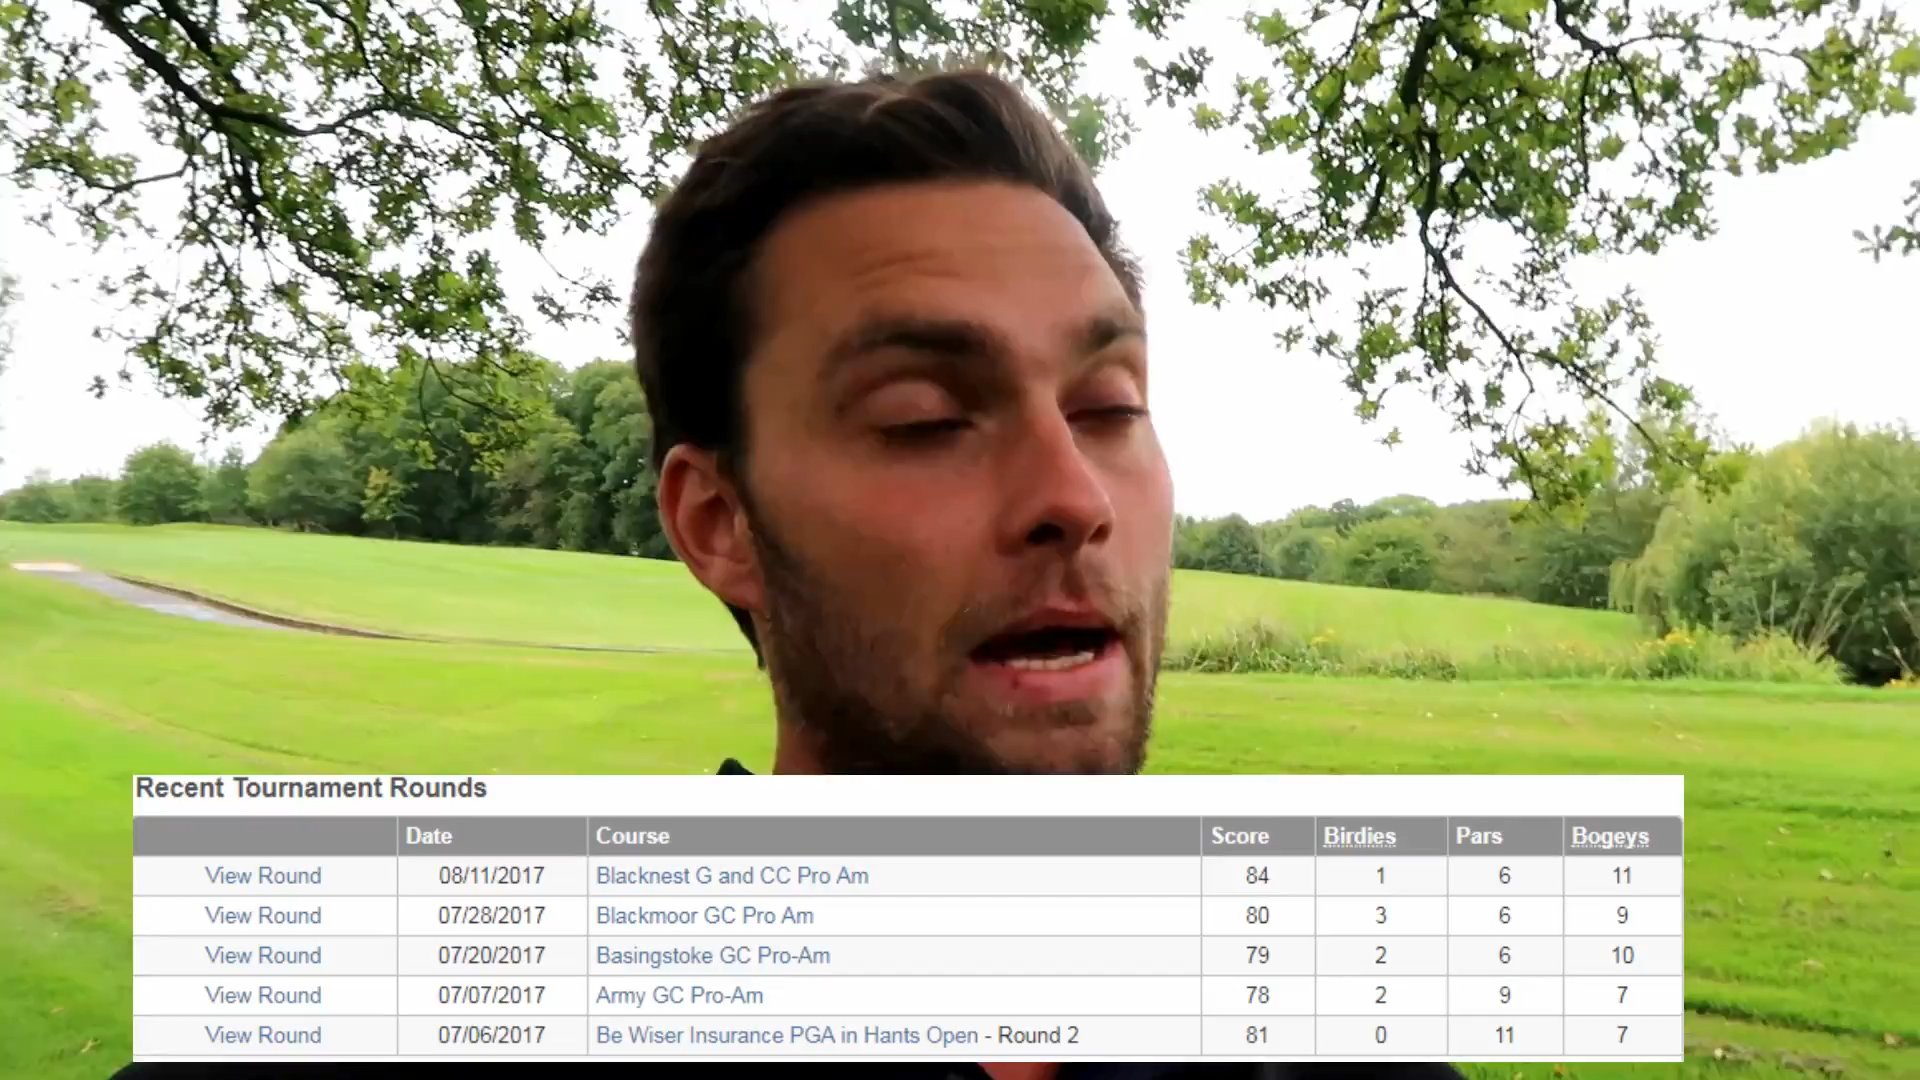 Recent Tournament Rounds
Date Course Score Birdies Pars Bogeys
View Round 08/11/2017 Blacknest G and CC Pro Am 84 1 6 11
View Round 07/28/2017 Blackmoor GC Pro Am 80 3 6 9
View Round 07/20/2017 Basingstoke GC Pro-Am 79 2 6 10
View Round 07/07/2017 Army GC Pro-Am 78 2 9 7
View Round 07/06/2017 Be Wiser Insurance PGA in Hants Open - Round 2 81 0 11 7